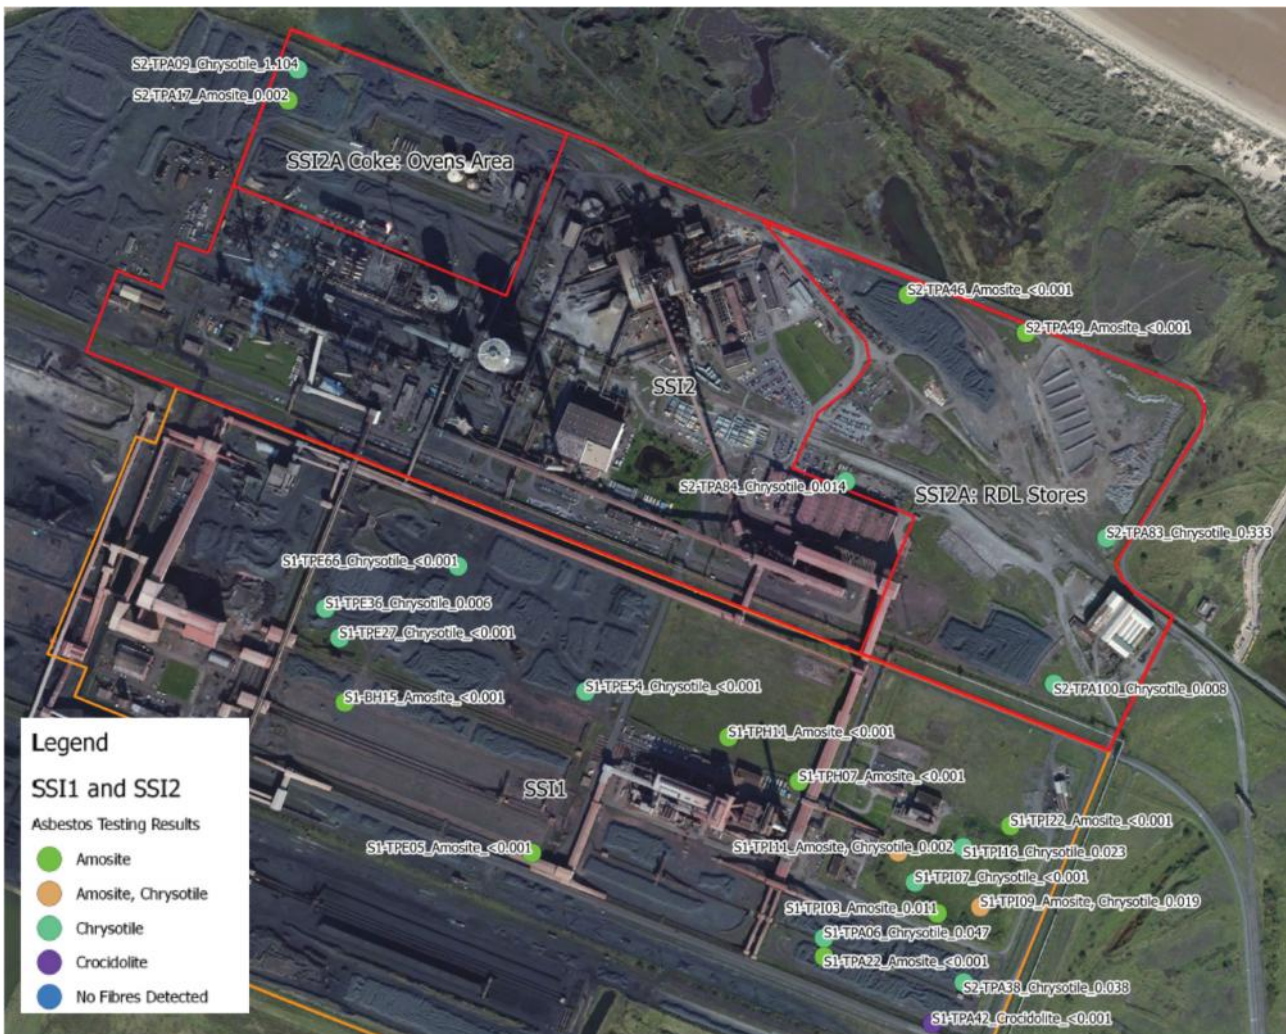 S2-TPA09_Chrysotile_1.104
S2-TPA17_Amosite_0.002
SSI2A Coke: Ovens Area
S2-TPA46_Amosite_<0.001
S2-TPA49_Amosite_<0.001
SSI2
S2-TPA84_Chrysotile_0.014
SSI2A: RDL Stores
S2-TPA83_Chrysotile_0.333
S1-TPE66_Chrysotile_<0.001
S1-TPE36_Chrysotile_0.006
S1-TPE27_Chrysotile_<0.001
S1-BH15_Amosite_<0.001
S1-TPE54_Chrysotile_<0.001
S2-TPA100_Chrysotile_0.008
S1-TPH11_Amosite_<0.001
S1-TPH07_Amosite_<0.001
SSI1
S1-TPI22_Amosite_<0.001
S1-TPE05_Amosite_<0.001
S1-TPI11_Amosite, Chrysotile_0.002
S1-TPI16_Chrysotile_0.023
S1-TPI07_Chrysotile_<0.001
S1-TPI03_Amosite_0.011
S1-TPI09_Amosite, Chrysotile_0.019
S1-TPA06_Chrysotile_0.047
S1-TPA22_Amosite_<0.001
S2-TPA38_Chrysotile_0.038
S1-TPA42_Crocidolite_<0.001
Legend
SSI1 and SSI2
Asbestos Testing Results
Amosite
Amosite, Chrysotile
Chrysotile
Crocidolite
No Fibres Detected